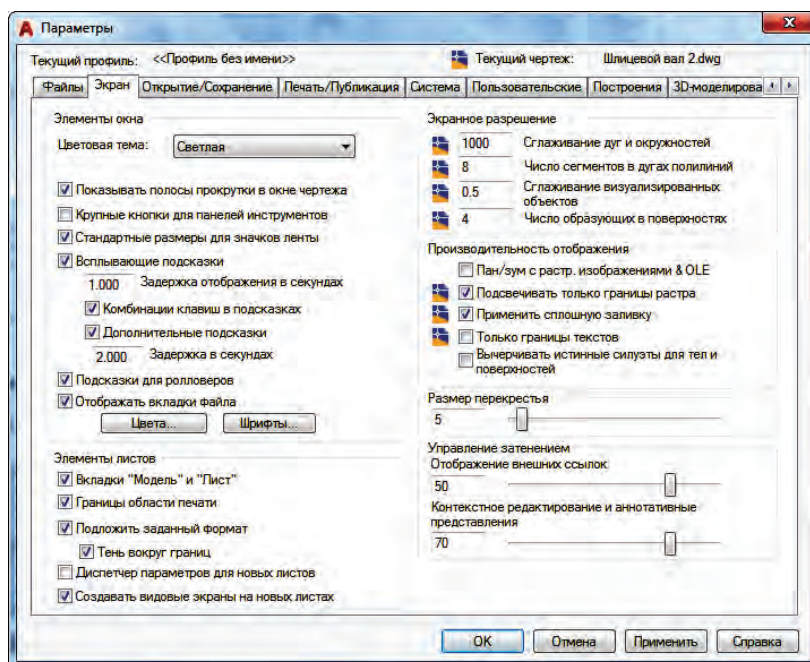 Параметры
Текущий профиль: <<Профиль без имени>> Текущий чертеж: Шлицевой вал 2.dwg
Файлы Экран Открытие/Сохранение Печать/Публикация Система Пользовательские Построения 3D-моделирова
Элементы окна
Цветовая тема: Светлая
Показывать полосы прокрутки в окне чертежа
Крупные кнопки для панелей инструментов
Стандартные размеры для значков ленты
Всплывающие подсказки
1.000 Задержка отображения в секундах
Комбинации клавиш в подсказках
Дополнительные подсказки
2.000 Задержка в секундах
Подсказки для ролловеров
Отображать вкладки файла
Цвета... Шрифты...
Элементы листов
Вкладки "Модель" и "Лист"
Границы области печати
Подложить заданный формат
Тень вокруг границ
Диспетчер параметров для новых листов
Создавать видовые экраны на новых листах
Экранное разрешение
1000 Сглаживание дуг и окружностей
8 Число сегментов в дугах полилиний
0.5 Сглаживание визуализированных
объектов
4 Число образующих в поверхностях
Производительность отображения
Пан/зум с растр. изображениями & OLE
Подсвечивать только границы растра
Применить сплошную заливку
Только границы текстов
Вычерчивать истинные силуэты для тел и
поверхностей
Размер перекрестья
5
Управление затенением
Отображение внешних ссылок
50
Контекстное редактирование и аннотативные
представления
70
OK Отмена Применить Справка